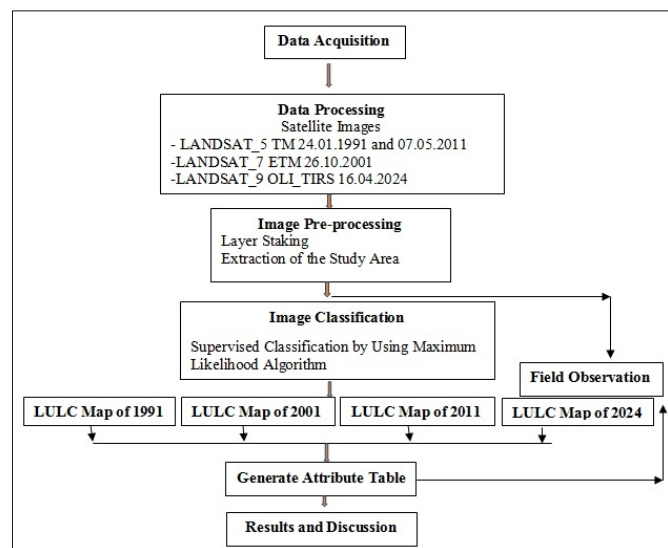 Data Acquisition
Data Processing
Satellite Images
- LANDSAT_5 TM 24.01.1991 and 07.05.2011
-LANDSAT_7 ETM 26.10.2001
-LANDSAT_9 OLI_TIRS 16.04.2024
Image Pre-processing
Layer Staking
Extraction of the Study Area
Image Classification
Supervised Classification by Using Maximum
Likelihood Algorithm
Field Observation
LULC Map of 1991
LULC Map of 2001
LULC Map of 2011
LULC Map of 2024
Generate Attribute Table
Results and Discussion